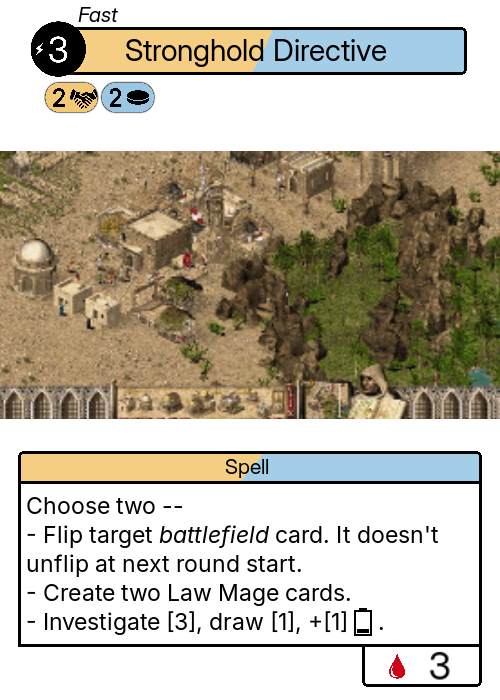 Fast
3
Stronghold Directive
2
2
Spell
Choose two --
- Flip target battlefield card. It doesn't
unflip at next round start.
- Create two Law Mage cards.
- Investigate [3], draw [1], +[1] .
3